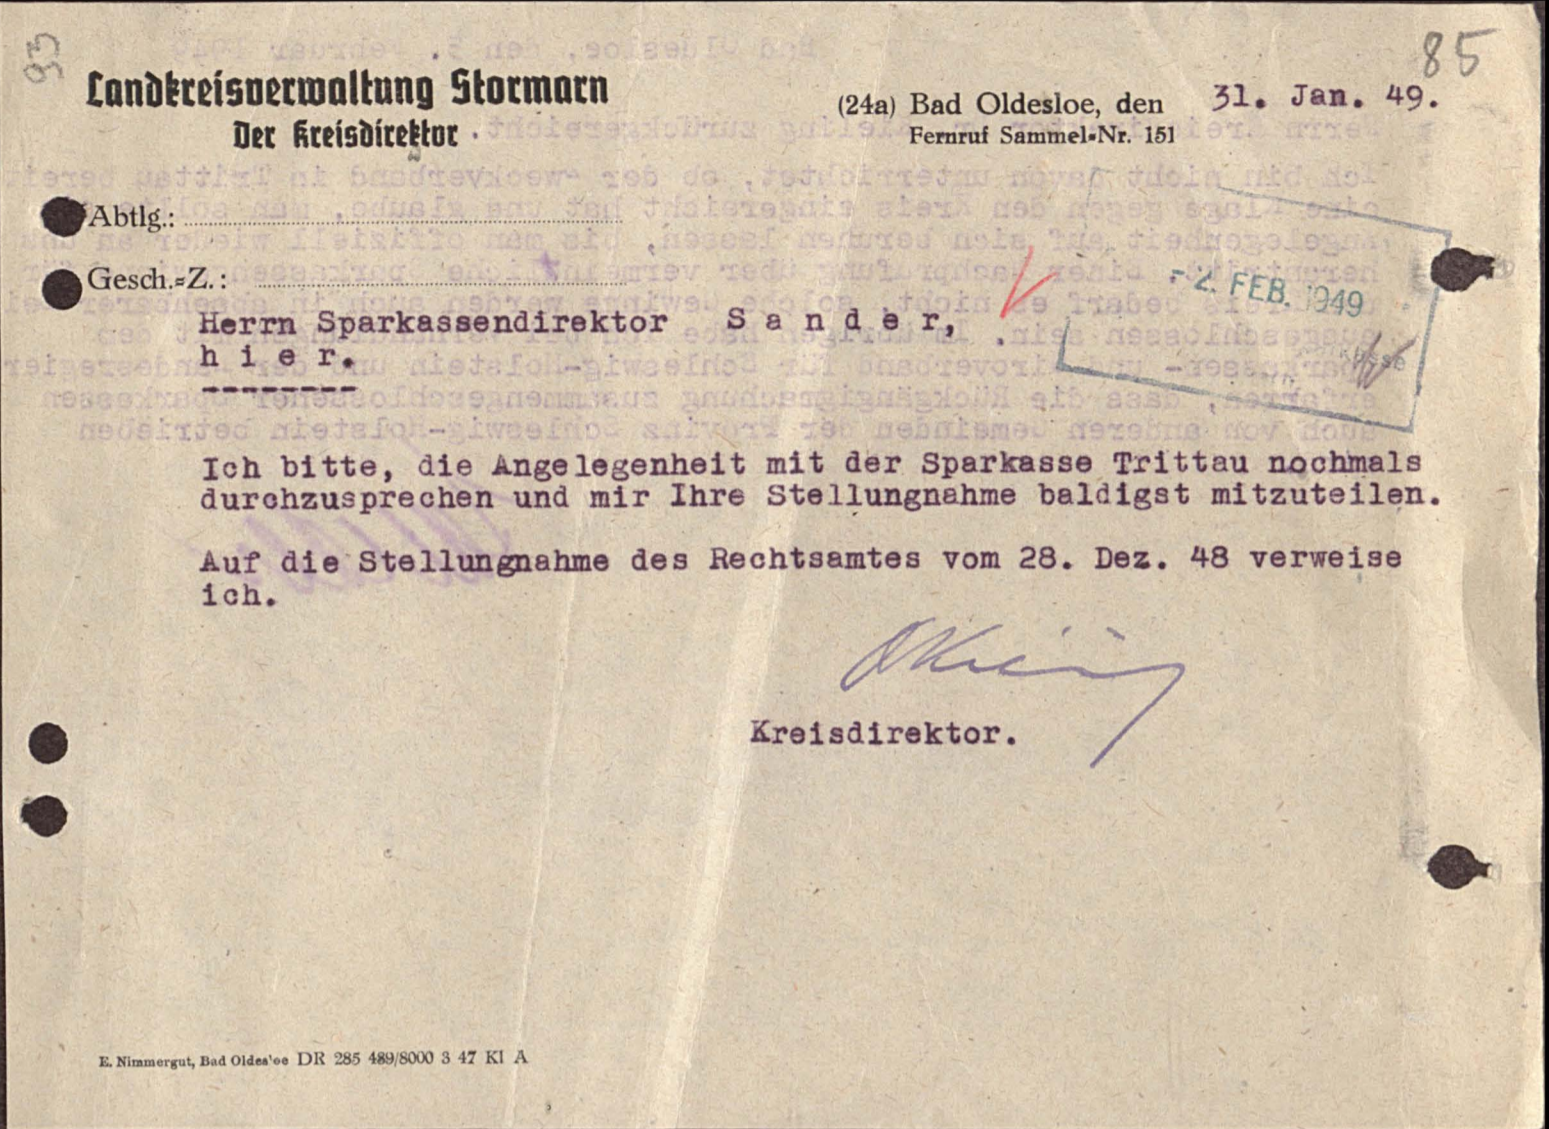 93
85
Landkreisverwaltung Stormarn
Der Kreisdirektor
(24a) Bad Oldesloe, den 31. Jan. 49.
Fernruf Sammel-Nr. 151
Abtlg.:
Gesch.-Z.:
- 2. FEB. 1949
Herrn Sparkassendirektor S a n d e r,
h i e r.
Ich bitte, die Angelegenheit mit der Sparkasse Trittau nochmals
durchzusprechen und mir Ihre Stellungnahme baldigst mitzuteilen.
Auf die Stellungnahme des Rechtsamtes vom 28. Dez. 48 verweise
ich.
Kreisdirektor.
E. Nimmergut, Bad Oldesloe DR 285 489/8000 3 47 Kl A